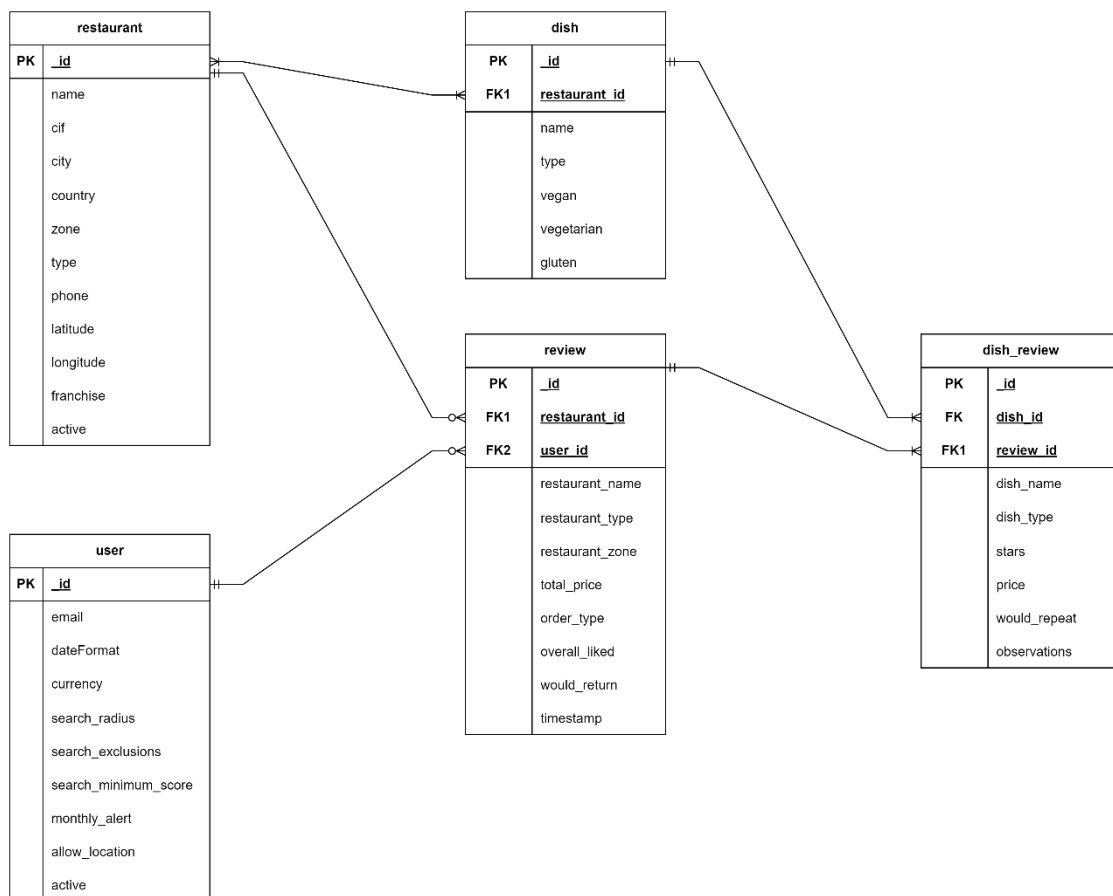 restaurant
PK _id
name
cif
city
country
zone
type
phone
latitude
longitude
franchise
active
dish
PK _id
FK1 restaurant_id
name
type
vegan
vegetarian
gluten
review
PK _id
FK1 restaurant_id
FK2 user_id
restaurant_name
restaurant_type
restaurant_zone
total_price
order_type
overall_liked
would_return
timestamp
dish_review
PK _id
FK dish_id
FK1 review_id
dish_name
dish_type
stars
price
would_repeat
observations
user
PK _id
email
dateFormat
currency
search_radius
search_exclusions
search_minimum_score
monthly_alert
allow_location
active